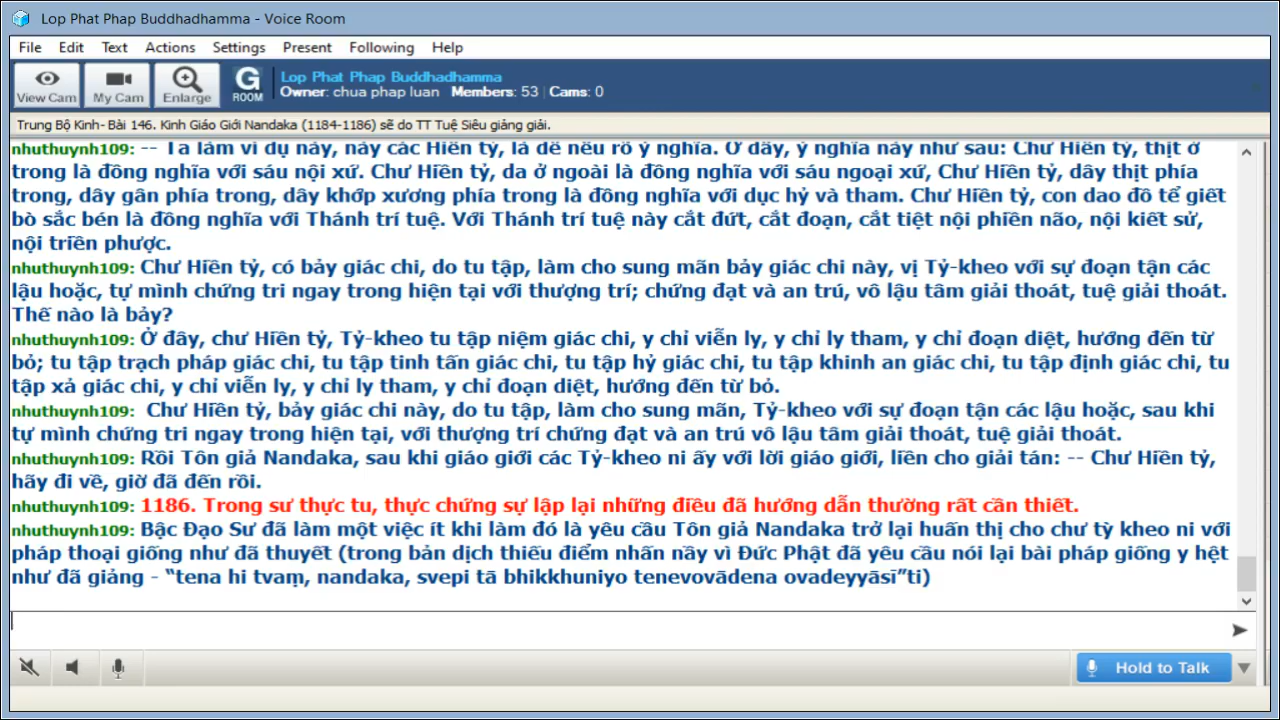 Lop Phat Phap Buddhadhamma - Voice Room
File Edit Text Actions Settings Present Following Help
View Cam My Cam Enlarge G ROOM
Lop Phat Phap Buddhadhamma
Owner: chua phap luan Members: 53 | Cams: 0
Trung Bộ Kinh- Bài 146. Kinh Giáo Giới Nandaka (1184-1186) sẽ do TT Tuệ Siêu giảng giải.
nhuthuynh109: -- Ta làm ví dụ này, này các Hiền tỷ, là để nêu rõ ý nghĩa. Ở đây, ý nghĩa này như sau: Chư Hiền tỷ, thịt ở
trong là đồng nghĩa với sáu nội xứ. Chư Hiền tỷ, da ở ngoài là đồng nghĩa với sáu ngoại xứ, Chư Hiền tỷ, dây thịt phía
trong, dây gân phía trong, dây khớp xương phía trong là đồng nghĩa với dục hỷ và tham. Chư Hiền tỷ, con dao đồ tể giết
bò sắc bén là đồng nghĩa với Thánh trí tuệ. Với Thánh trí tuệ này cắt đứt, cắt đoạn, cắt tiệt nội phiền não, nội kiết sử,
nội triền phược.
nhuthuynh109: Chư Hiền tỷ, có bảy giác chi, do tu tập, làm cho sung mãn bảy giác chi này, vị Tỷ-kheo với sự đoạn tận các
lậu hoặc, tự mình chứng tri ngay trong hiện tại với thượng trí; chứng đạt và an trú, vô lậu tâm giải thoát, tuệ giải thoát.
Thế nào là bảy?
nhuthuynh109: Ở đây, chư Hiền tỷ, Tỷ-kheo tu tập niệm giác chi, y chỉ viễn ly, y chỉ ly tham, y chỉ đoạn diệt, hướng đến từ
bỏ; tu tập trạch pháp giác chi, tu tập tinh tấn giác chi, tu tập hỷ giác chi, tu tập khinh an giác chi, tu tập định giác chi, tu
tập xả giác chi, y chỉ viễn ly, y chỉ ly tham, y chỉ đoạn diệt, hướng đến từ bỏ.
nhuthuynh109: Chư Hiền tỷ, bảy giác chi này, do tu tập, làm cho sung mãn, Tỷ-kheo với sự đoạn tận các lậu hoặc, sau khi
tự mình chứng tri ngay trong hiện tại, với thượng trí chứng đạt và an trú vô lậu tâm giải thoát, tuệ giải thoát.
nhuthuynh109: Rồi Tôn giả Nandaka, sau khi giáo giới các Tỷ-kheo ni ấy với lời giáo giới, liền cho giải tán: -- Chư Hiền tỷ,
hãy đi về, giờ đã đến rồi.
nhuthuynh109: 1186. Trong sư thực tu, thực chứng sự lập lại những điều đã hướng dẫn thường rất cần thiết.
nhuthuynh109: Bậc Đạo Sư đã làm một việc ít khi làm đó là yêu cầu Tôn giả Nandaka trở lại huấn thị cho chư tỳ kheo ni với
pháp thoại giống như đã thuyết (trong bản dịch thiếu điểm nhấn nầy vì Đức Phật đã yêu cầu nói lại bài pháp giống y hệt
như đã giảng - “tena hi tvaṃ, nandaka, svepi tā bhikkhuniyo tenevovādena ovadeyyāsī”ti)
Hold to Talk